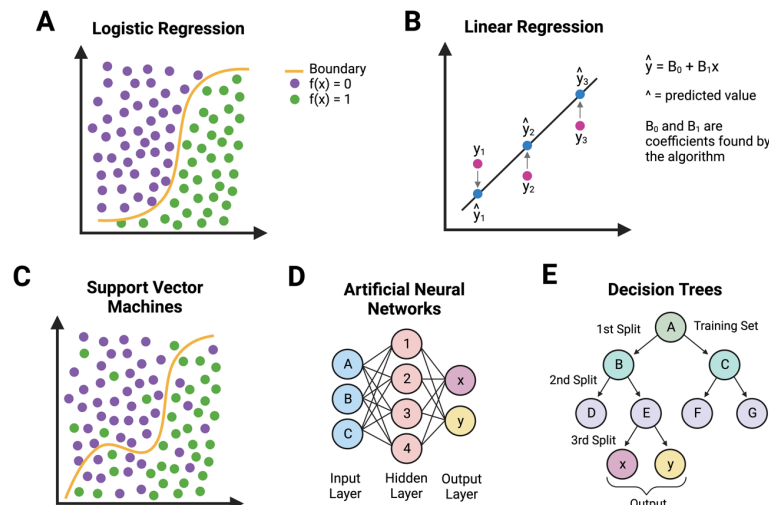 A
Logistic Regression
Boundary
f(x) = 0
f(x) = 1
B
Linear Regression
ŷ₃
ŷ₂
y₁
y₃
y₂
ŷ₁
ŷ = B₀ + B₁x
^ = predicted value
B₀ and B₁ are
coefficients found by
the algorithm
C
Support Vector
Machines
D
Artificial Neural
Networks
A
B
C
1
2
3
4
x
y
Input
Layer
Hidden
Layer
Output
Layer
E
Decision Trees
1st Split
A
Training Set
B
C
2nd Split
D
E
F
G
3rd Split
x
y
Output